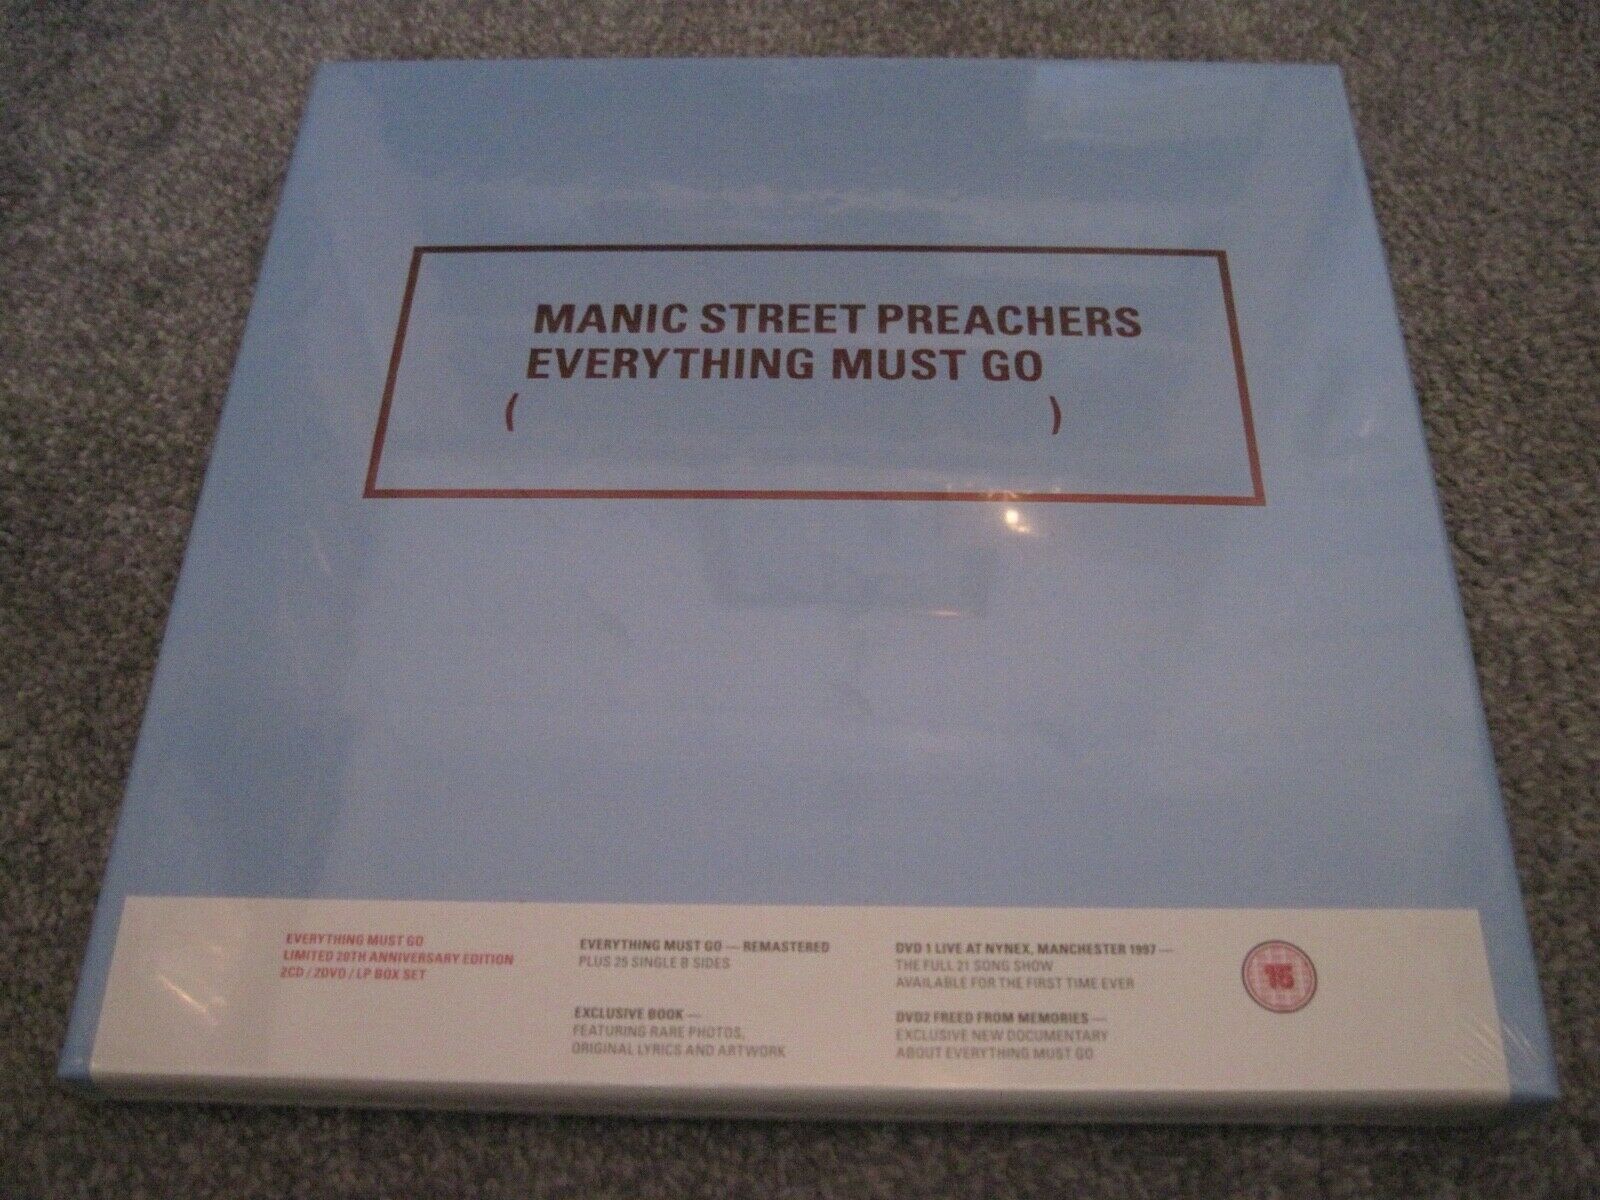 MANIC STREET PREACHERS
EVERYTHING MUST GO
( )
EVERYTHING MUST GO
LIMITED 20TH ANNIVERSARY EDITION
2CD / 2DVD / LP BOX SET
EVERYTHING MUST GO — REMASTERED
PLUS 25 SINGLE B SIDES
EXCLUSIVE BOOK —
FEATURING RARE PHOTOS,
ORIGINAL LYRICS AND ARTWORK
DVD 1 LIVE AT NYNEX, MANCHESTER 1997 —
THE FULL 21 SONG SHOW
AVAILABLE FOR THE FIRST TIME EVER
DVD2 FREED FROM MEMORIES —
EXCLUSIVE NEW DOCUMENTARY
ABOUT EVERYTHING MUST GO
15